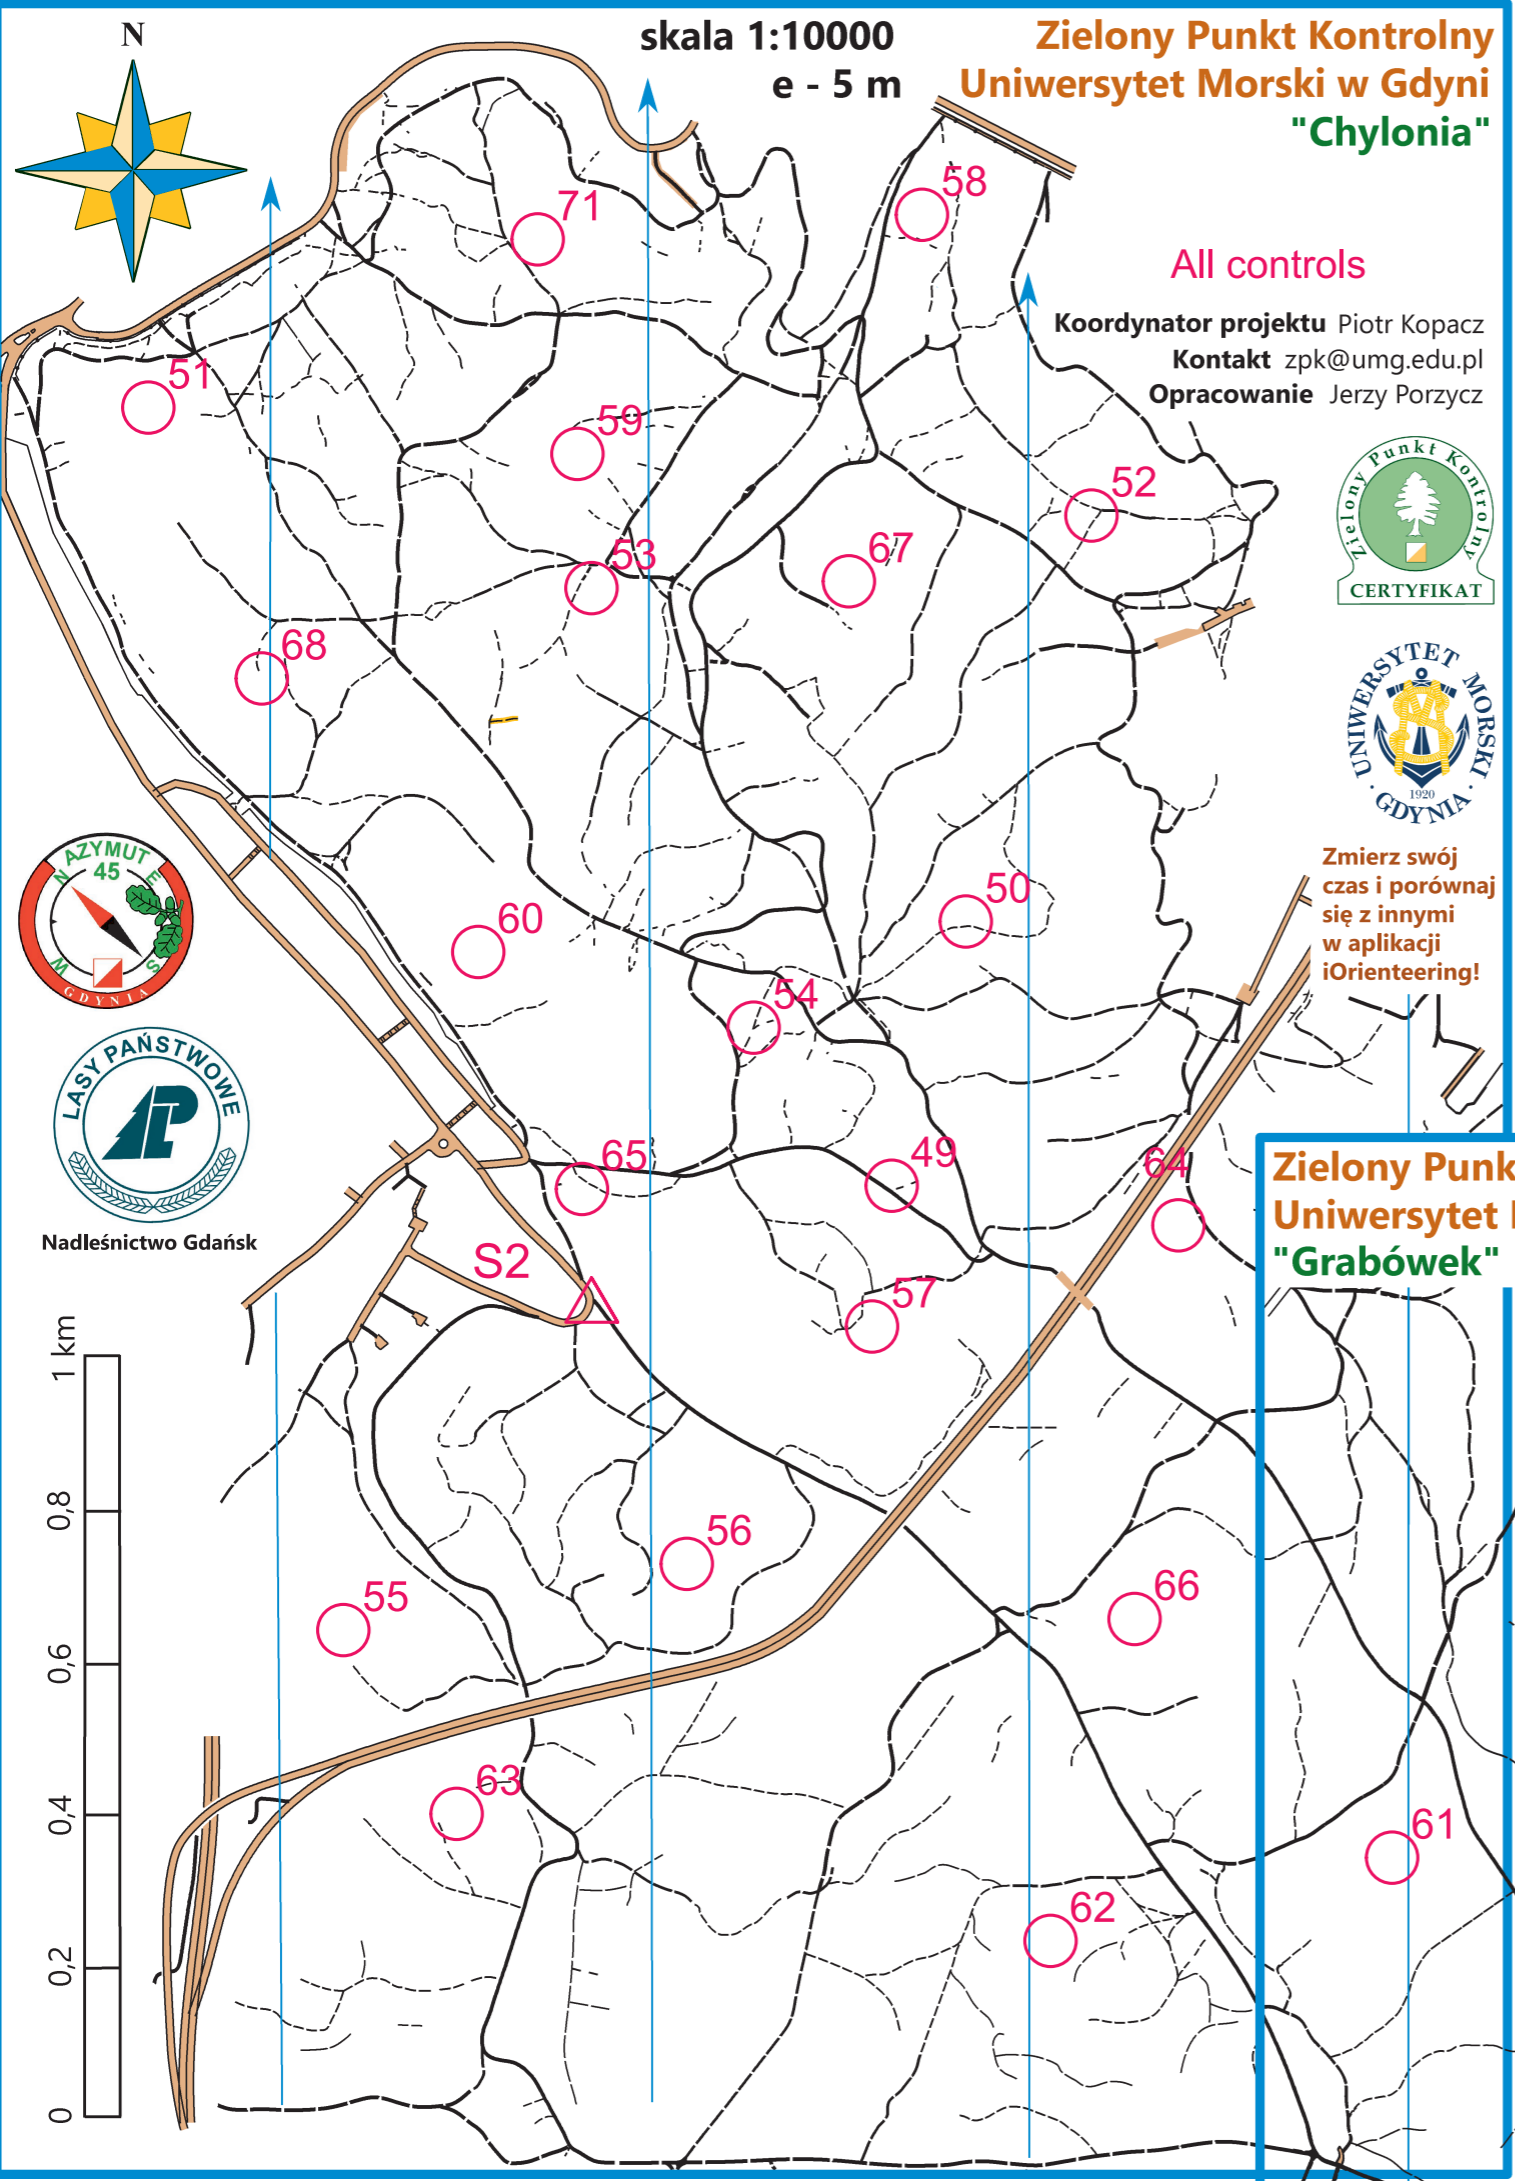 N
skala 1:10000
e - 5 m
Zielony Punkt Kontrolny
Uniwersytet Morski w Gdyni
"Chylonia"
All controls
Koordynator projektu Piotr Kopacz
Kontakt zpk@umg.edu.pl
Opracowanie Jerzy Porzycz
Zielony Punkt Kontrolny
CERTYFIKAT
UNIWERSYTET MORSKI
· GDYNIA ·
1920
Zmierz swój
czas i porównaj
się z innymi
w aplikacji
iOrienteering!
58
71
51
59
52
53
67
68
50
60
54
65
49
64
S2
57
56
55
66
63
61
62
AZYMUT
45
N
E
W
S
GDYNIA
LASY PAŃSTWOWE
Nadleśnictwo Gdańsk
Zielony Punk
Uniwersytet
"Grabówek"
1 km
0,8
0,6
0,4
0,2
0